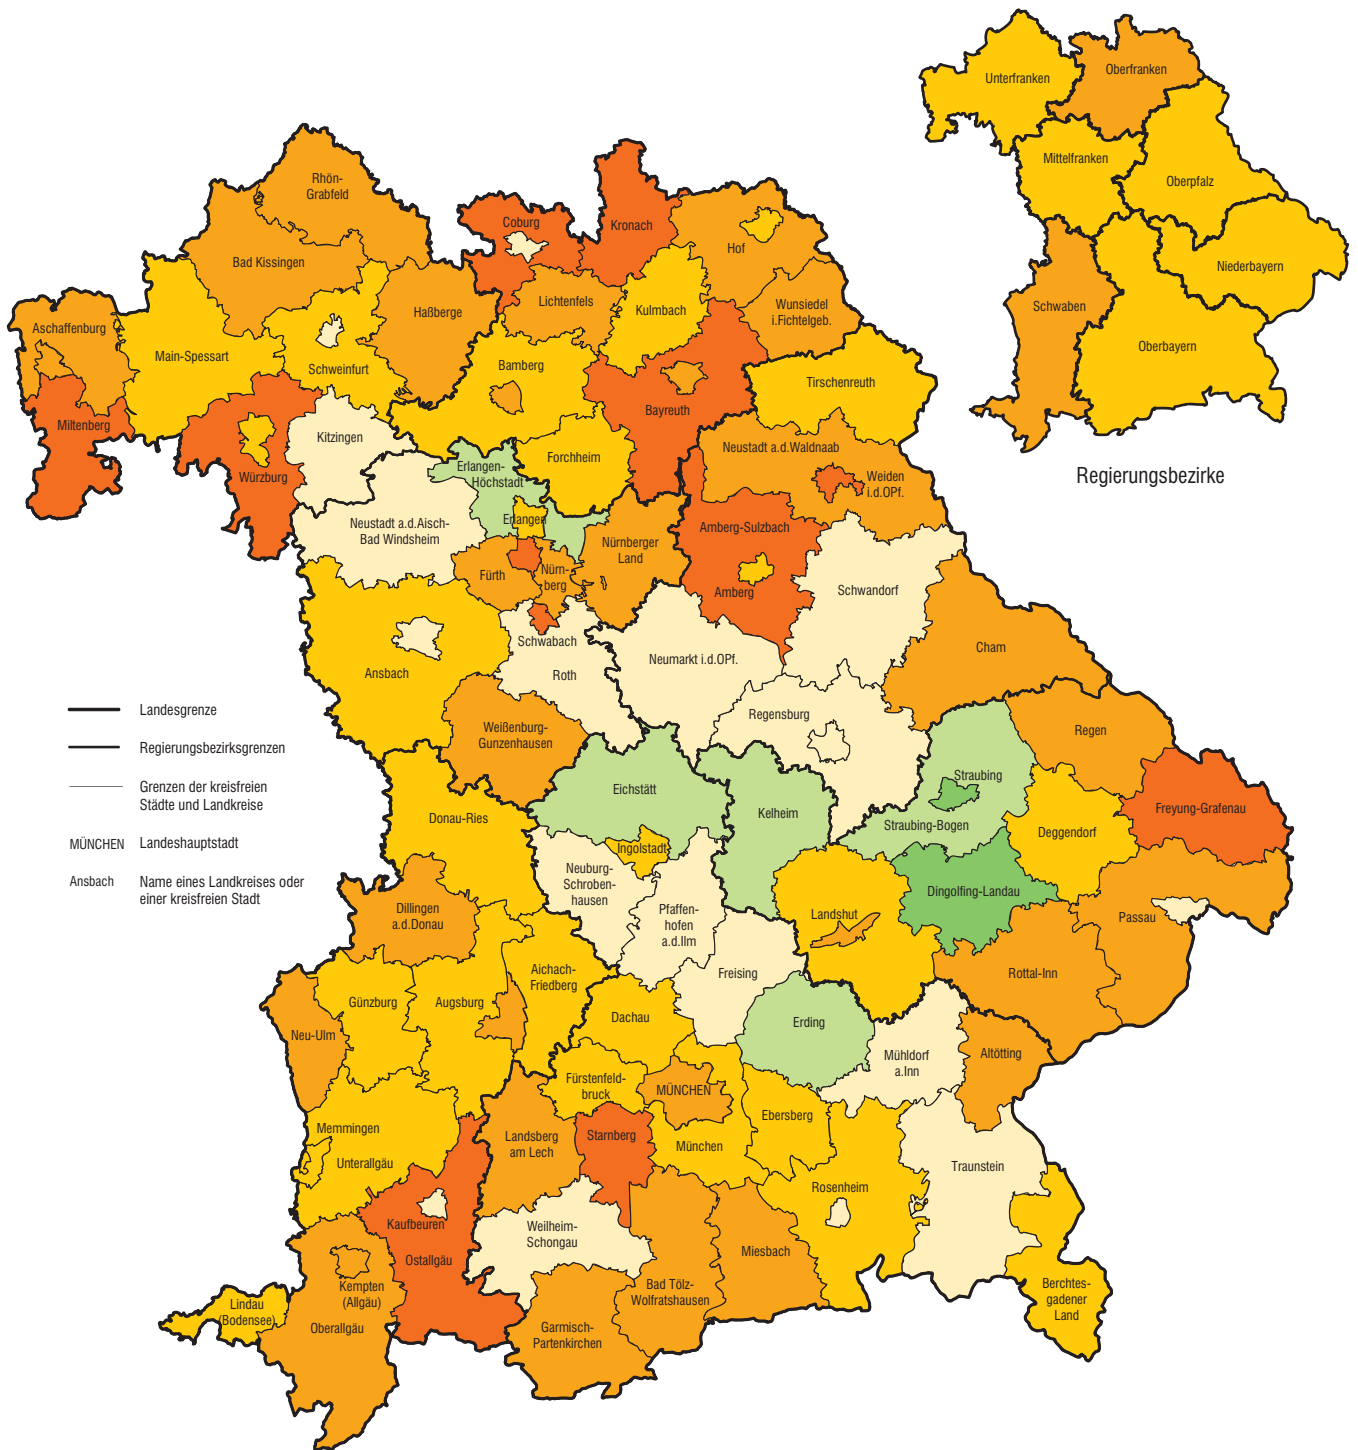 Unterfranken
Oberfranken
Mittelfranken
Oberpfalz
Niederbayern
Schwaben
Oberbayern
Regierungsbezirke
Rhön-
Grabfeld
Bad Kissingen
Haßberge
Aschaffenburg
Main-Spessart
Schweinfurt
Miltenberg
Würzburg
Kitzingen
Coburg
Kronach
Hof
Lichtenfels
Kulmbach
Wunsiedel
i.Fichtelgeb.
Bamberg
Bayreuth
Forchheim
Tirschenreuth
Neustadt a.d.Waldnaab
Weiden
i.d.OPf.
Erlangen-
Höchstadt
Erlangen
Neustadt a.d.Aisch-
Bad Windsheim
Fürth
Nürn-
berg
Nürnberger
Land
Amberg-Sulzbach
Amberg
Schwandorf
Cham
Ansbach
Schwabach
Roth
Neumarkt i.d.OPf.
Regensburg
Weißenburg-
Gunzenhausen
Landesgrenze
Regierungsbezirksgrenzen
Grenzen der kreisfreien
Städte und Landkreise
MÜNCHEN
Landeshauptstadt
Ansbach
Name eines Landkreises oder
einer kreisfreien Stadt
Regen
Freyung-Grafenau
Straubing
Straubing-Bogen
Deggendorf
Dingolfing-Landau
Passau
Rottal-Inn
Landshut
Kelheim
Eichstätt
Ingolstadt
Neuburg-
Schroben-
hausen
Pfaffen-
hofen
a.d.Ilm
Freising
Erding
Donau-Ries
Dillingen
a.d.Donau
Günzburg
Augsburg
Aichach-
Friedberg
Neu-Ulm
Dachau
Fürstenfeld-
bruck
MÜNCHEN
München
Ebersberg
Mühldorf
a.Inn
Altötting
Memmingen
Unterallgäu
Landsberg
am Lech
Starnberg
Rosenheim
Traunstein
Kaufbeuren
Ostallgäu
Weilheim-
Schongau
Bad Tölz-
Wolfratshausen
Miesbach
Berchtes-
gadener
Land
Lindau
(Bodensee)
Kempten
(Allgäu)
Oberallgäu
Garmisch-
Partenkirchen